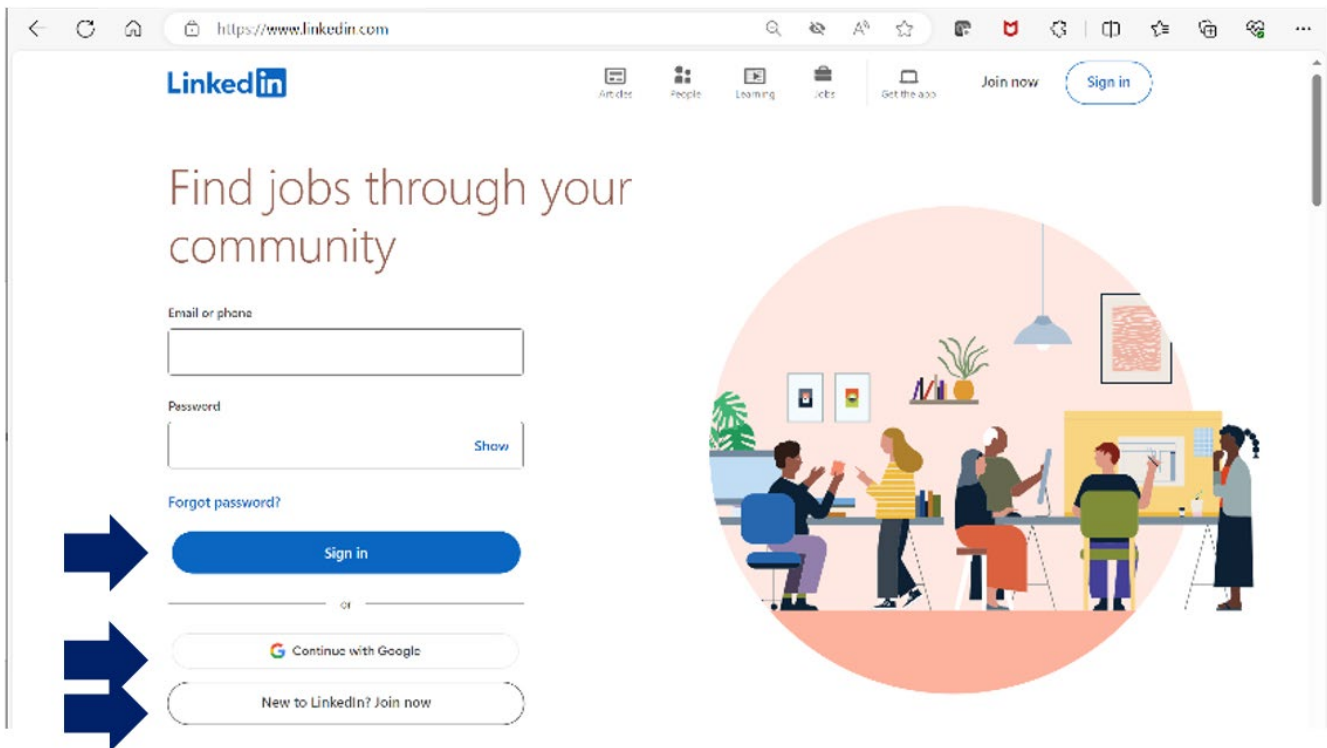 https://www.linkedin.com
Linked in
Articles
People
Learning
Jobs
Get the app
Join now
Sign in
Find jobs through your
community
Email or phone
Password
Show
Forgot password?
Sign in
or
Continue with Google
New to LinkedIn? Join now